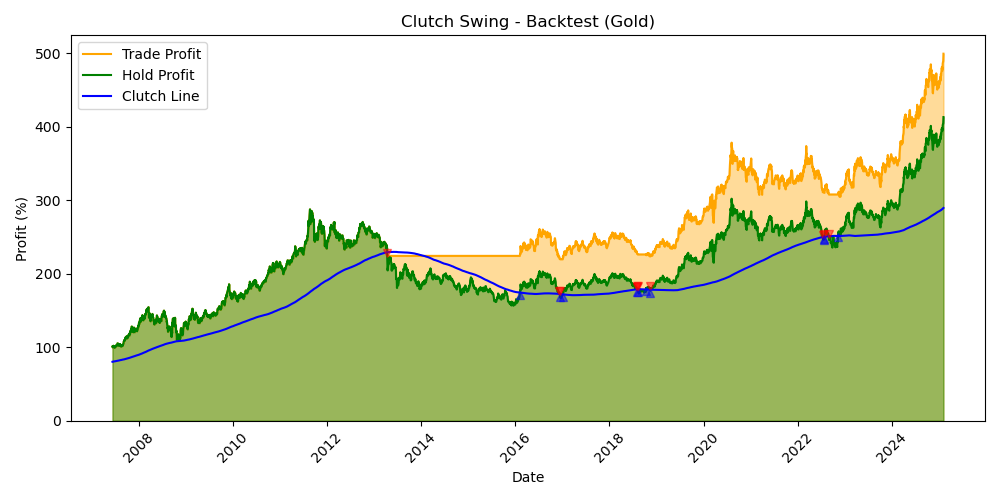 Clutch Swing - Backtest (Gold)
Trade Profit
Hold Profit
Clutch Line
Profit (%)
500
400
300
200
100
0
2008
2010
2012
2014
2016
2018
2020
2022
2024
Date